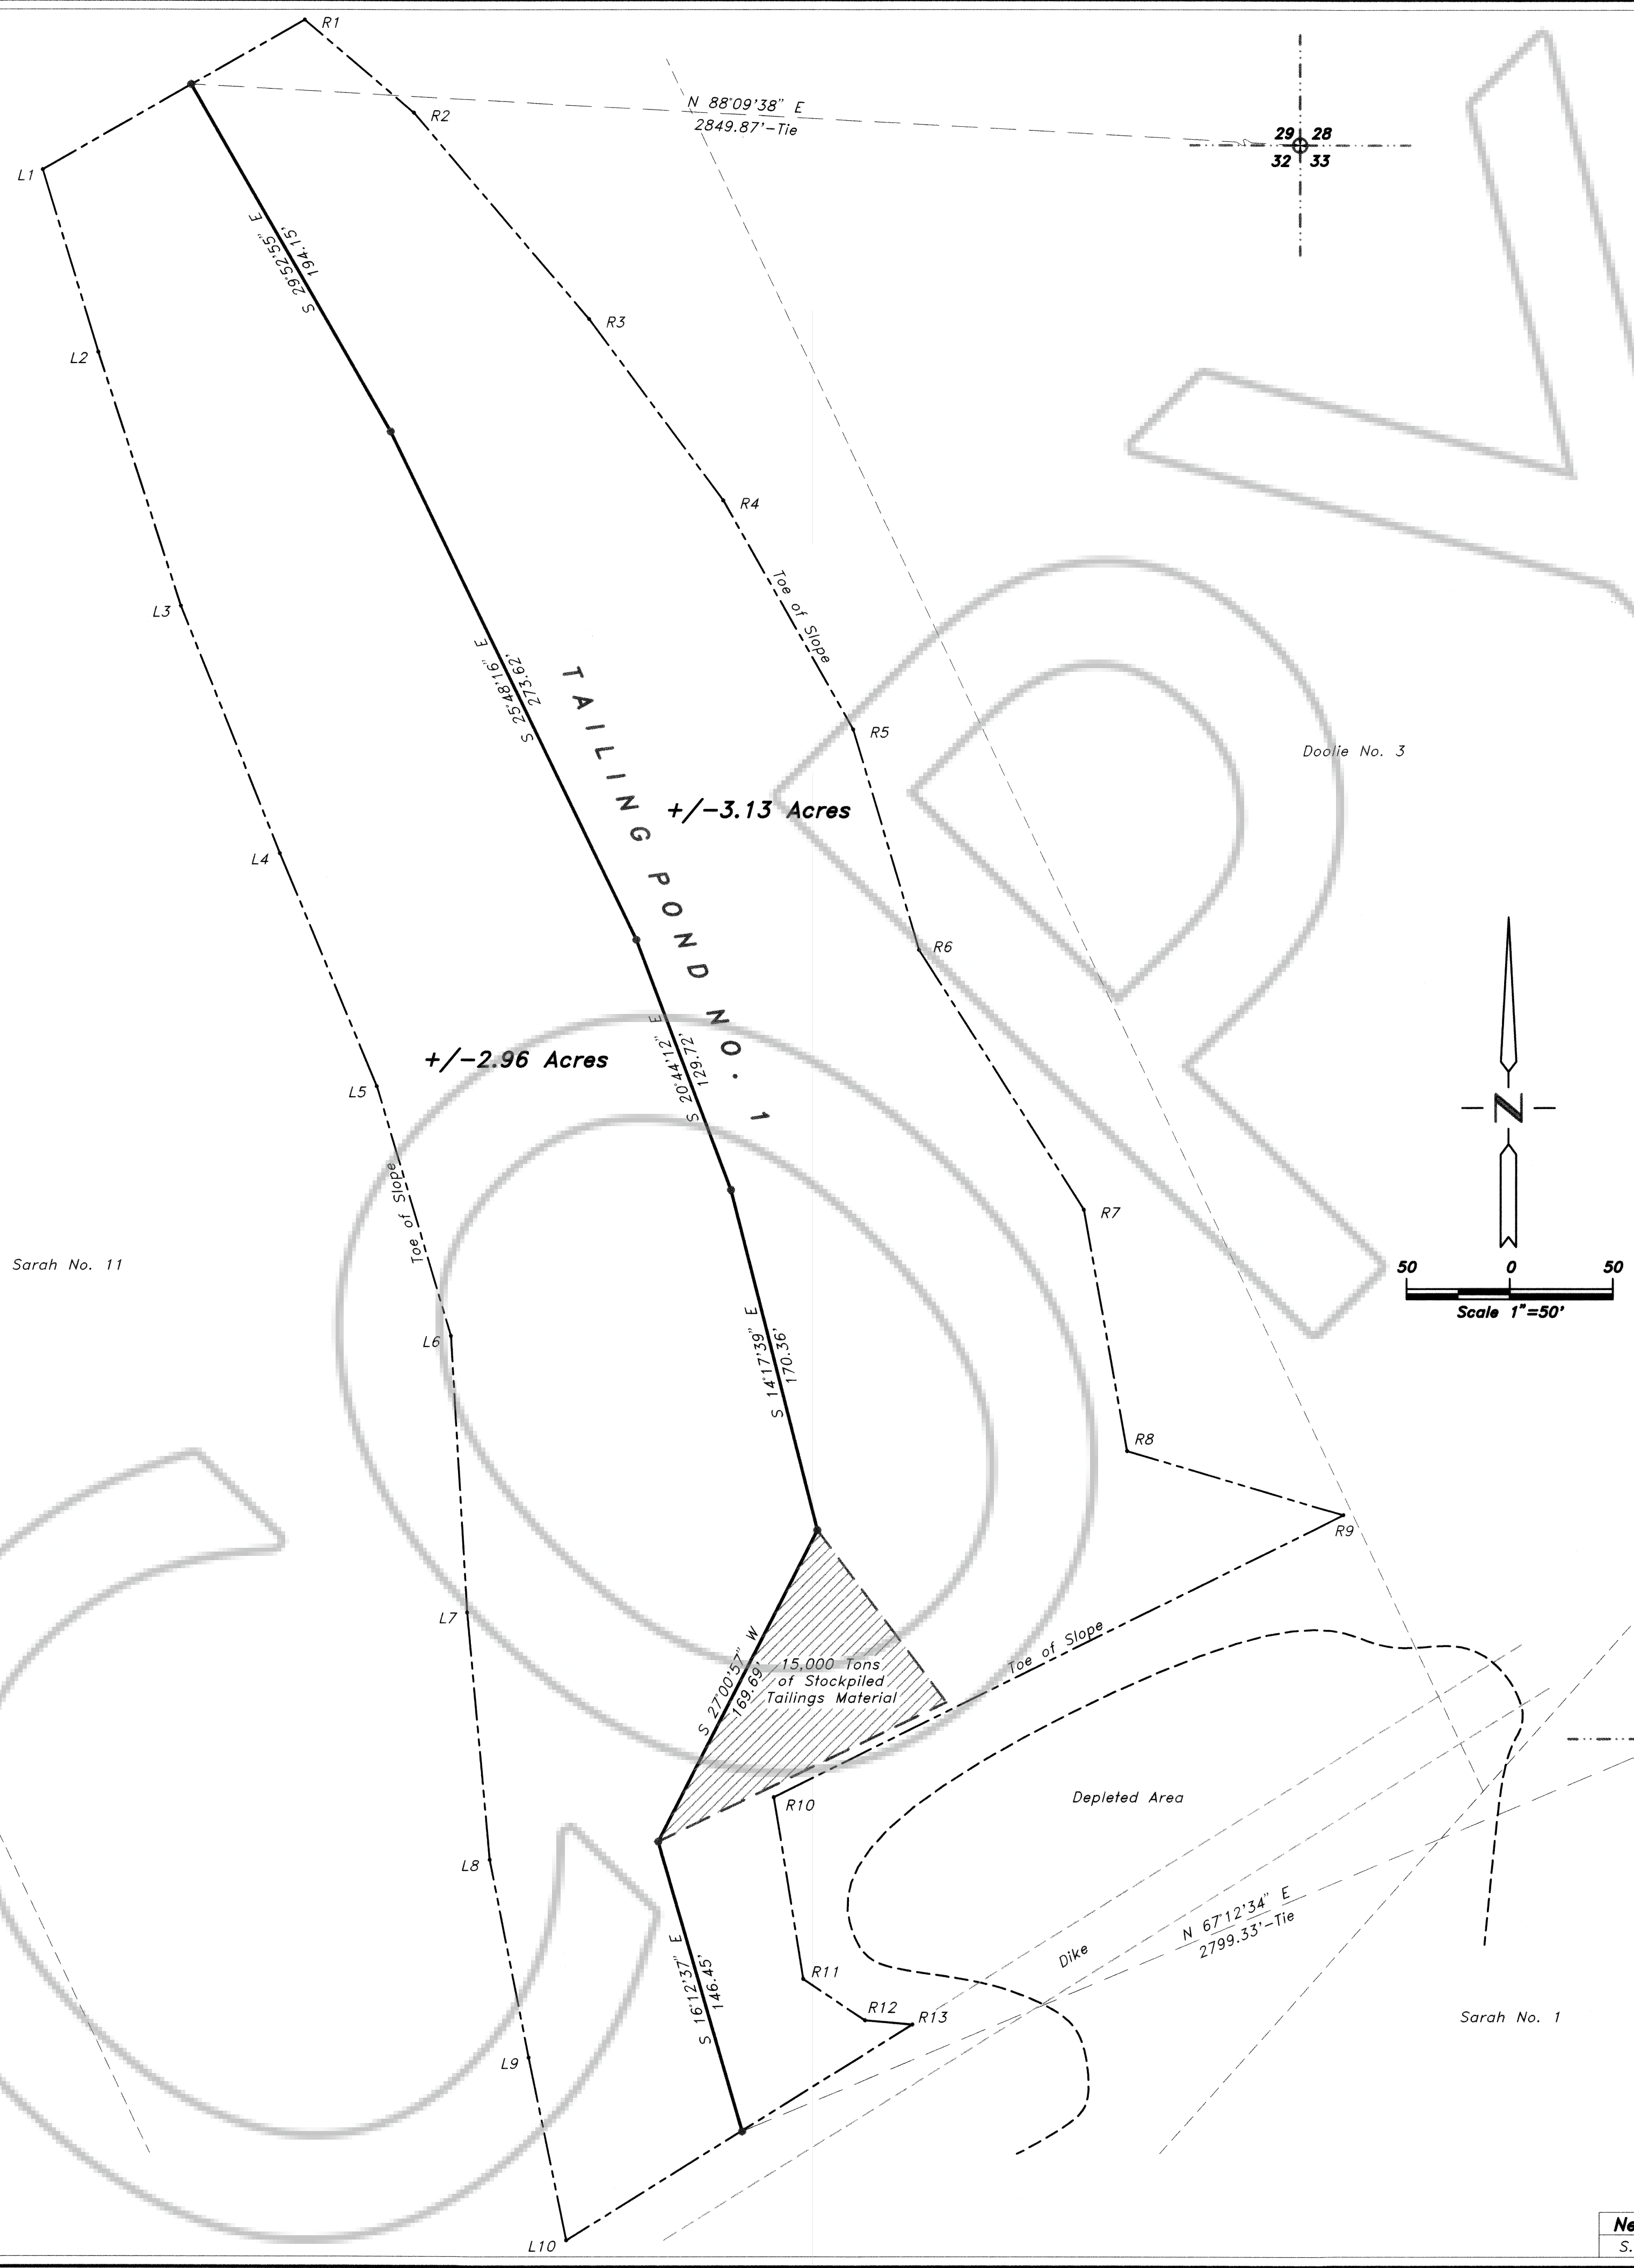 R1
R2
N 88°09'38" E
2849.87'-Tie
29 28
32 33
L1
S 29°52'55" E
194.15'
R3
L2
R4
Toe of Slope
L3
S 25°48'16" E
273.62'
TAILING POND NO. 1
R5
Doolie No. 3
+/-3.13 Acres
L4
R6
+/-2.96 Acres
S 20°44'12" E
129.72'
L5
N
Toe of Slope
R7
Sarah No. 11
50 0 50
Scale 1"=50'
L6
S 14°17'39" E
170.36'
R8
R9
L7
Toe of Slope
S 27°00'57" W
169.69'
15,000 Tons
of Stockpiled
Tailings Material
R10
Depleted Area
L8
N 67°12'34" E
2799.33'-Tie
Dike
S 16°12'37" E
146.45'
R11
R12
R13
Sarah No. 1
L9
L10
Ne
S.
COPY